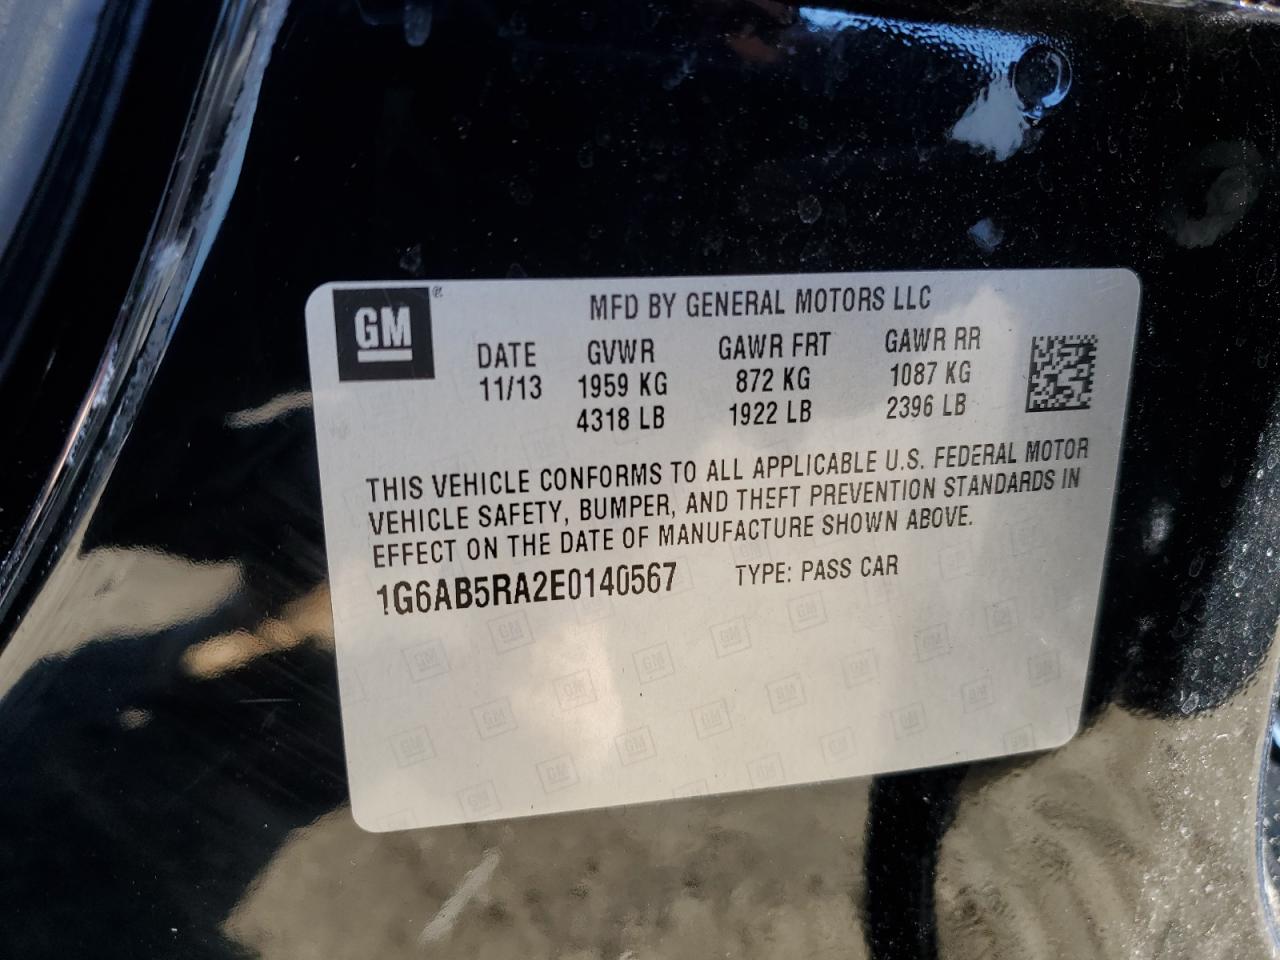 GM
MFD BY GENERAL MOTORS LLC
DATE GVWR GAWR FRT GAWR RR
11/13 1959 KG 872 KG 1087 KG
4318 LB 1922 LB 2396 LB
THIS VEHICLE CONFORMS TO ALL APPLICABLE U.S. FEDERAL MOTOR
VEHICLE SAFETY, BUMPER, AND THEFT PREVENTION STANDARDS IN
EFFECT ON THE DATE OF MANUFACTURE SHOWN ABOVE.
1G6AB5RA2E0140567 TYPE: PASS CAR